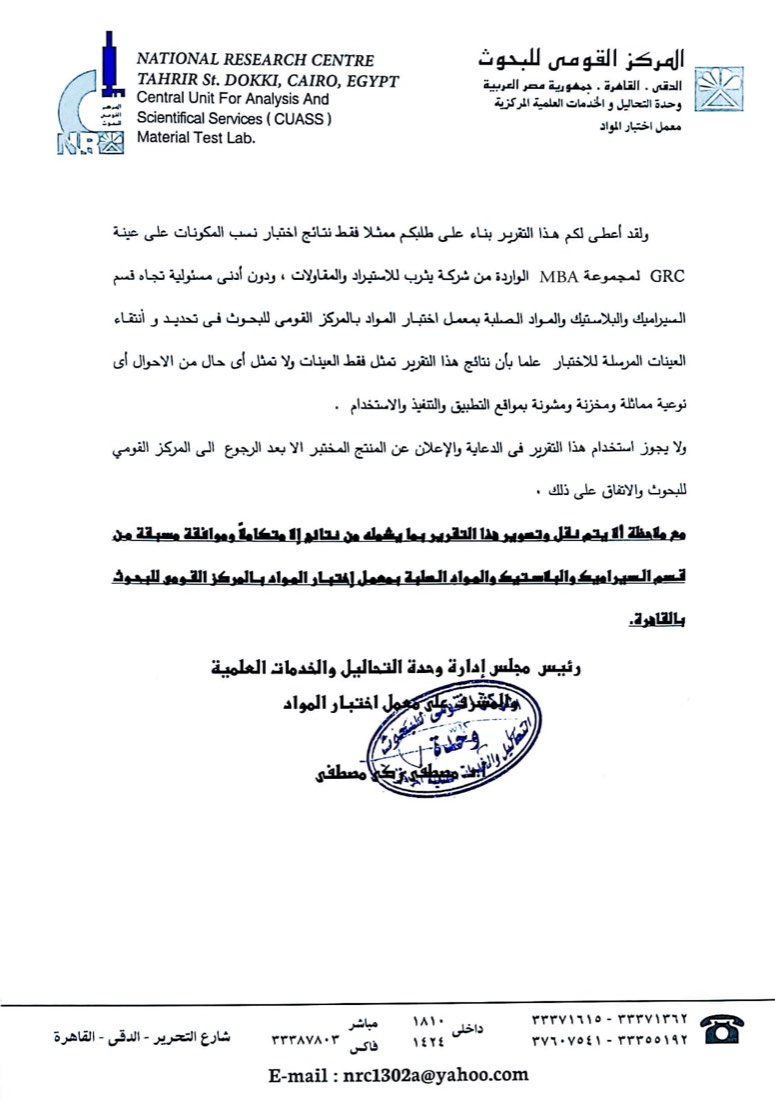 NATIONAL RESEARCH CENTRE
TAHRIR St. DOKKI, CAIRO, EGYPT
Central Unit For Analysis And
Scientifical Services ( CUASS )
Material Test Lab.
المركز القومى للبحوث
الدقى . القاهرة . جمهورية مصر العربية
وحدة التحاليل و الخدمات العلمية المركزية
معمل اختبار المواد
المركز
القومى
للبحوث
NR
ولقد أعطى لكم هذا التقرير بناء على طلبكم ممثلا فقط نتائج اختبار نسب المكونات على عينة
GRC لمجموعة MBA الواردة من شركة يثرب للاستيراد والمقاولات ، ودون أدنى مسئولية تجاه قسم
السيراميك والبلاستيك والمواد الصلبة بمعمل اختبار المواد بالمركز القومى للبحوث فى تحديد و أنتقاء
العينات المرسلة للاختبار علما بأن نتائج هذا التقرير تمثل فقط العينات ولا تمثل أى حال من الاحوال أى
نوعية مماثلة ومخزنة ومشونة بمواقع التطبيق والتنفيذ والاستخدام .
ولا يجوز استخدام هذا التقرير فى الدعاية والإعلان عن المنتج المختبر الا بعد الرجوع الى المركز القومي
للبحوث والاتفاق على ذلك .
مع ملاحظة ألا يتم نقل وتصوير هذا التقرير بما يشمله من نتائج إلا متكاملاً وموافقة مسبقة من
قسم السيراميك والبلاستيك والمواد الصلبة بمعمل إختبار المواد بالمركز القومى للبحوث
بالقاهرة.
رئيس مجلس إدارة وحدة التحاليل والخدمات العلمية
والمشرف على معمل اختبار المواد
وحدة
مصطفى زكى مصطفى
٣٣٣٧١٦١٥ - ٣٣٣٧١٣٦٢
٣٧٦٠٧٥٤١ - ٣٣٣٥٥١٩٢
داخلى
١٨١٠
١٤٢٤
مباشر
فاكس ٣٣٣٨٧٨٠٣
شارع التحرير - الدقى - القاهرة
E-mail : nrc1302a@yahoo.com